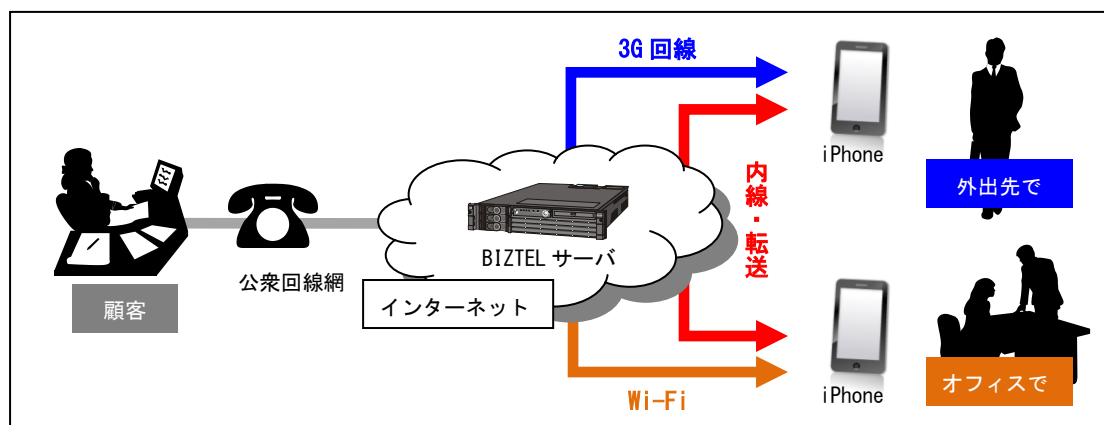 3G 回線
iPhone
外出先で
内線・転送
BIZTEL サーバ
公衆回線網
顧客
インターネット
iPhone
オフィスで
Wi-Fi